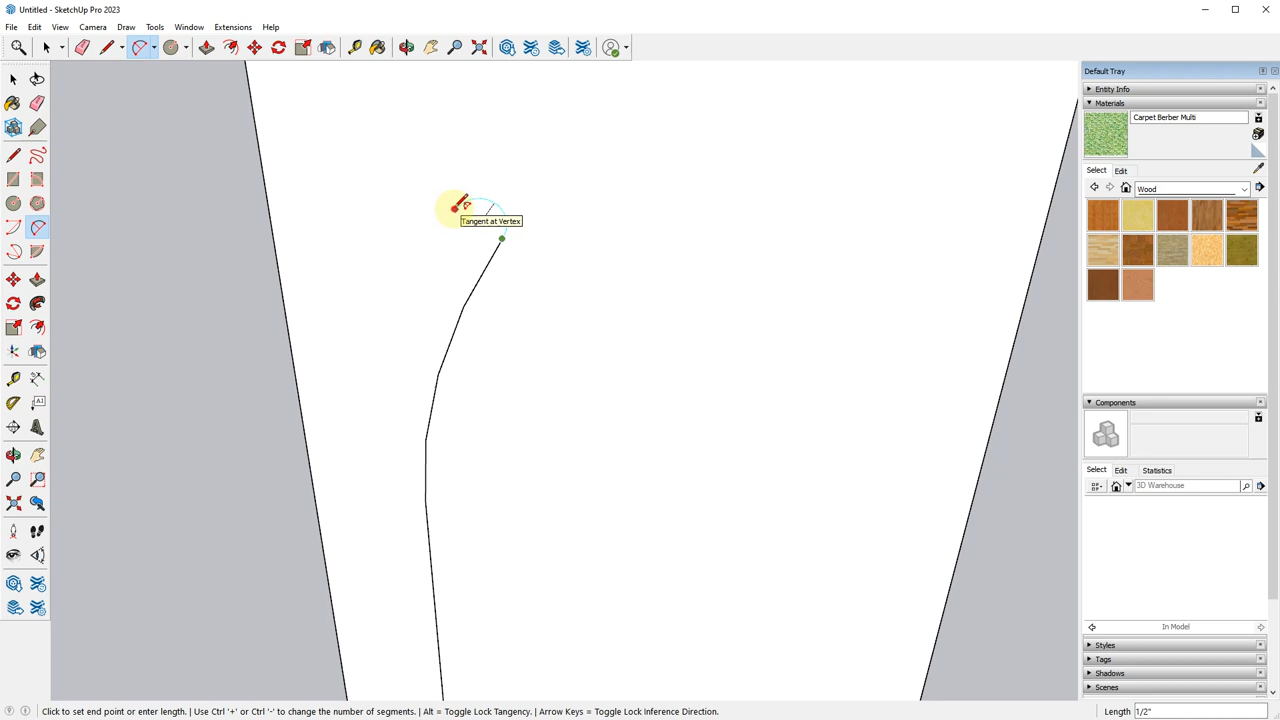 Untitled - SketchUp Pro 2023
File Edit View Camera Draw Tools Window Extensions Help
Default Tray
Entity Info
Materials
Carpet Berber Multi
Select Edit
Wood
Tangent at Vertex
Components
Select Edit Statistics
3D Warehouse
In Model
Styles
Tags
Shadows
Scenes
Click to set end point or enter length. | Use Ctrl '+' or Ctrl '-' to change the number of segments. | Alt = Toggle Lock Tangency. | Arrow Keys = Toggle Lock Inference Direction.
Length 1/2"